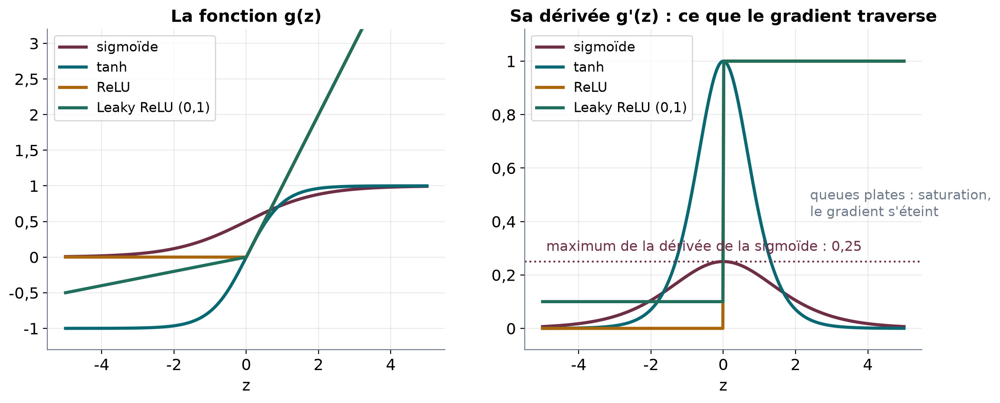 La fonction g(z)
sigmoïde
tanh
ReLU
Leaky ReLU (0,1)
3
2,5
2
1,5
1
0,5
0
-0,5
-1
-4
-2
0
2
4
z
Sa dérivée g'(z) : ce que le gradient traverse
sigmoïde
tanh
ReLU
Leaky ReLU (0,1)
1
0,8
0,6
0,4
0,2
0
queues plates : saturation,
le gradient s'éteint
maximum de la dérivée de la sigmoïde : 0,25
-4
-2
0
2
4
z